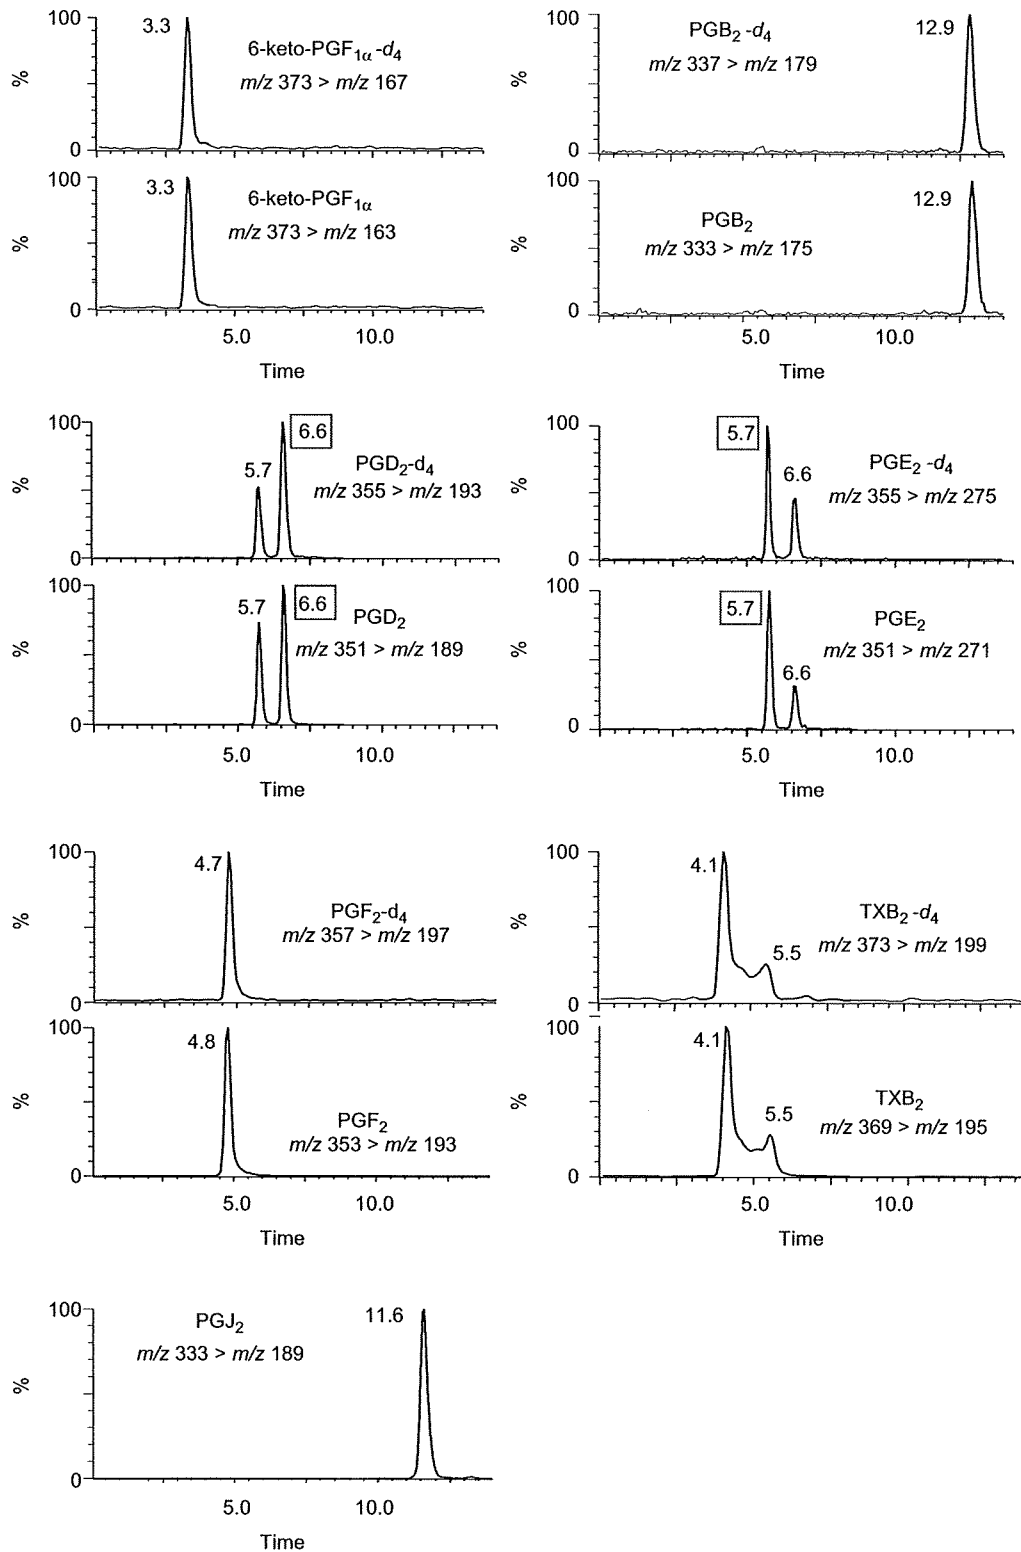 100
3.3
6-keto-PGF1α-d4
m/z 373 > m/z 167
%
0
100
3.3
6-keto-PGF1α
m/z 373 > m/z 163
%
0
5.0 10.0
Time
100
12.9
PGB2-d4
m/z 337 > m/z 179
%
0
100
12.9
PGB2
m/z 333 > m/z 175
%
0
5.0 10.0
Time
100
6.6
5.7
PGD2-d4
m/z 355 > m/z 193
%
0
100
6.6
5.7
PGD2
m/z 351 > m/z 189
%
0
5.0 10.0
Time
100
5.7
6.6
PGE2-d4
m/z 355 > m/z 275
%
0
100
5.7
6.6
PGE2
m/z 351 > m/z 271
%
0
5.0 10.0
Time
100
4.7
PGF2-d4
m/z 357 > m/z 197
%
0
100
4.8
PGF2
m/z 353 > m/z 193
%
0
5.0 10.0
Time
100
4.1
5.5
TXB2-d4
m/z 373 > m/z 199
%
0
100
4.1
5.5
TXB2
m/z 369 > m/z 195
%
0
5.0 10.0
Time
100
11.6
PGJ2
m/z 333 > m/z 189
%
0
5.0 10.0
Time